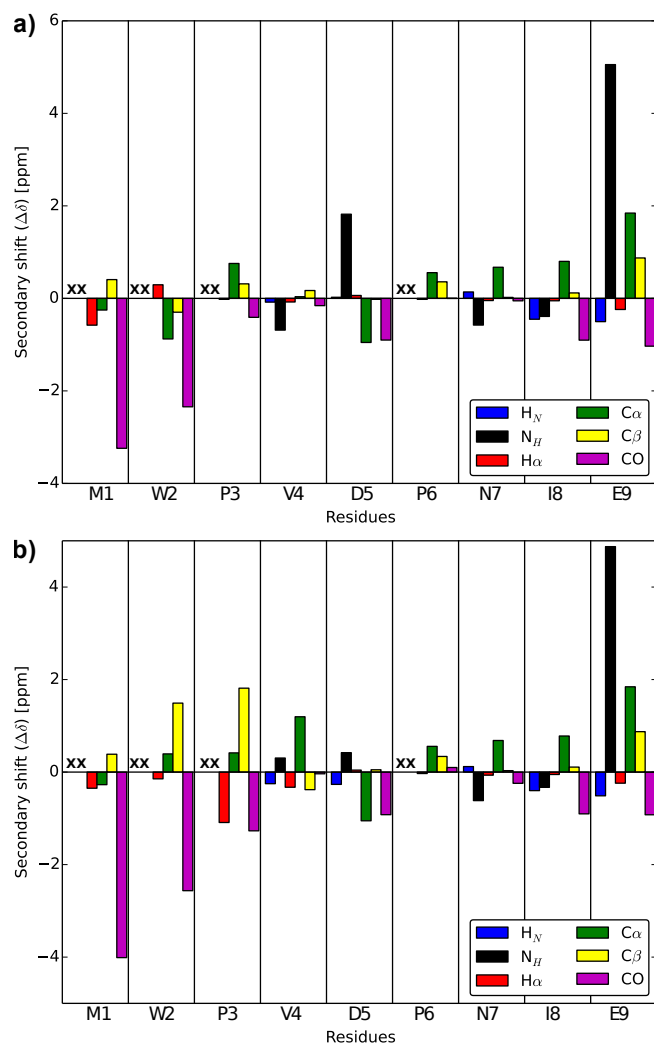 a)
Secondary shift (Δδ) [ppm]
6
4
2
0
−2
−4
xx xx xx xx
H_N Cα
N_H Cβ
Hα CO
M1 W2 P3 V4 D5 P6 N7 I8 E9
Residues
b)
Secondary shift (Δδ) [ppm]
4
2
0
−2
−4
xx xx xx xx
H_N Cα
N_H Cβ
Hα CO
M1 W2 P3 V4 D5 P6 N7 I8 E9
Residues